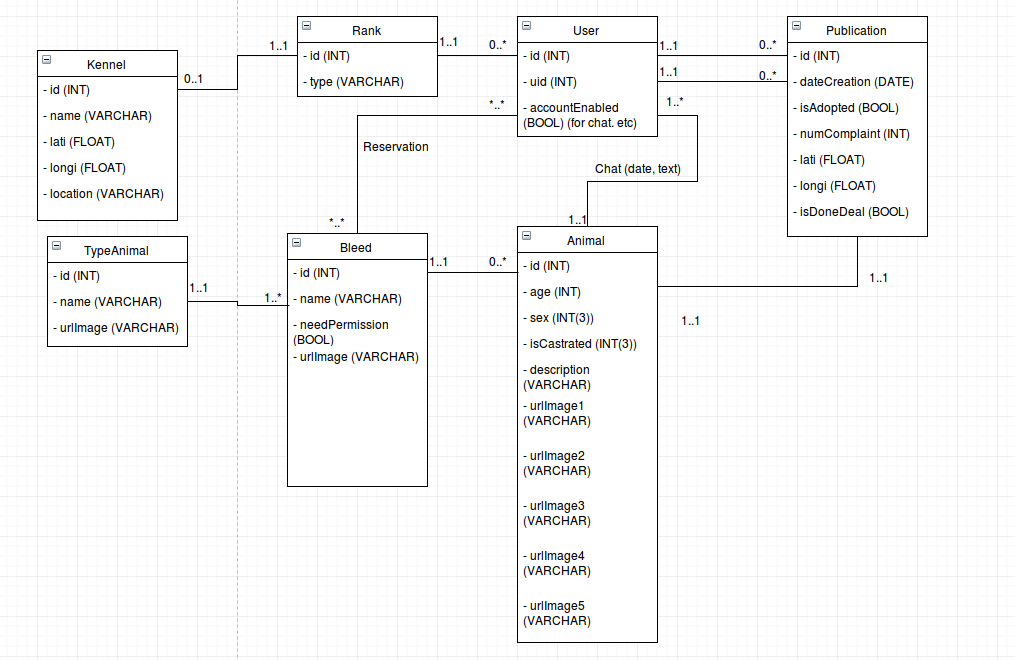 Kennel
- id (INT)
- name (VARCHAR)
- lati (FLOAT)
- longi (FLOAT)
- location (VARCHAR)
0..1
1..1
Rank
- id (INT)
- type (VARCHAR)
1..1
0..*
User
- id (INT)
- uid (INT)
- accountEnabled
(BOOL) (for chat. etc)
1..1
0..*
1..1
0..*
Publication
- id (INT)
- dateCreation (DATE)
- isAdopted (BOOL)
- numComplaint (INT)
- lati (FLOAT)
- longi (FLOAT)
- isDoneDeal (BOOL)
*..*
Reservation
*..*
1..*
Chat (date, text)
1..1
TypeAnimal
- id (INT)
- name (VARCHAR)
- urlImage (VARCHAR)
1..1
1..*
Bleed
- id (INT)
- name (VARCHAR)
- needPermission
(BOOL)
- urlImage (VARCHAR)
1..1
0..*
Animal
- id (INT)
- age (INT)
- sex (INT(3))
- isCastrated (INT(3))
- description
(VARCHAR)
- urlImage1
(VARCHAR)
- urlImage2
(VARCHAR)
- urlImage3
(VARCHAR)
- urlImage4
(VARCHAR)
- urlImage5
(VARCHAR)
1..1
1..1